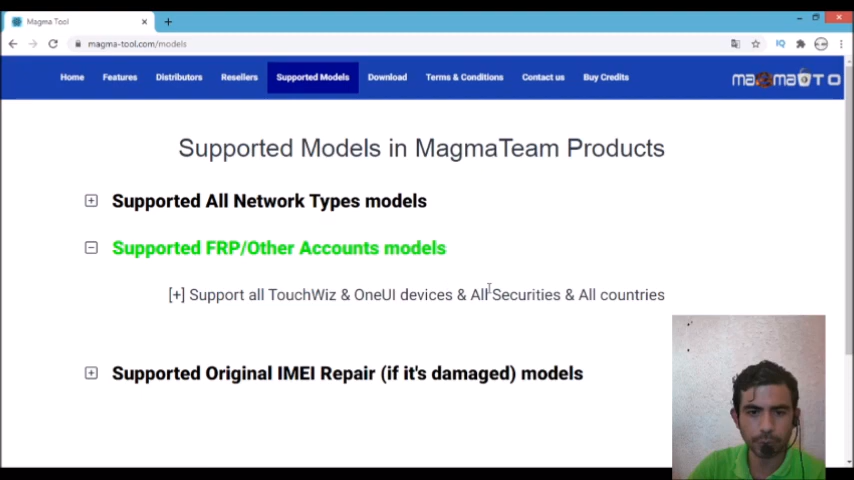 Magma Tool
magma-tool.com/models
Home Features Distributors Resellers Supported Models Download Terms & Conditions Contact us Buy Credits
Supported Models in MagmaTeam Products
Supported All Network Types models
Supported FRP/Other Accounts models
[+] Support all TouchWiz & OneUI devices & All Securities & All countries
Supported Original IMEI Repair (if it's damaged) models